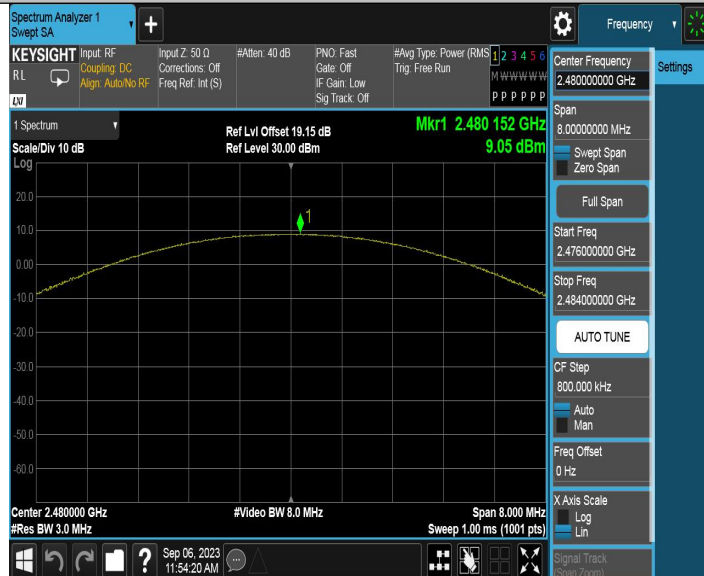 Spectrum Analyzer 1
Swept SA
+
Frequency
KEYSIGHT
RL
LXI
Input: RF
Coupling: DC
Align: Auto/No RF
Input Z: 50 Ω
Corrections: Off
Freq Ref: Int (S)
#Atten: 40 dB
PNO: Fast
Gate: Off
IF Gain: Low
Sig Track: Off
#Avg Type: Power (RMS
Trig: Free Run
1 2 3 4 5 6
M W W W W W
P P P P P P
1 Spectrum
Scale/Div 10 dB
Log
Ref Lvl Offset 19.15 dB
Ref Level 30.00 dBm
Mkr1 2.480 152 GHz
9.05 dBm
1
20.0
10.0
0.00
-10.0
-20.0
-30.0
-40.0
-50.0
-60.0
Center 2.480000 GHz
#Res BW 3.0 MHz
#Video BW 8.0 MHz
Span 8.000 MHz
Sweep 1.00 ms (1001 pts)
Center Frequency
2.480000000 GHz
Settings
Span
8.00000000 MHz
Swept Span
Zero Span
Full Span
Start Freq
2.476000000 GHz
Stop Freq
2.484000000 GHz
AUTO TUNE
CF Step
800.000 kHz
Auto
Man
Freq Offset
0 Hz
X Axis Scale
Log
Lin
Signal Track
(Span Zoom)
?
Sep 06, 2023
11:54:20 AM